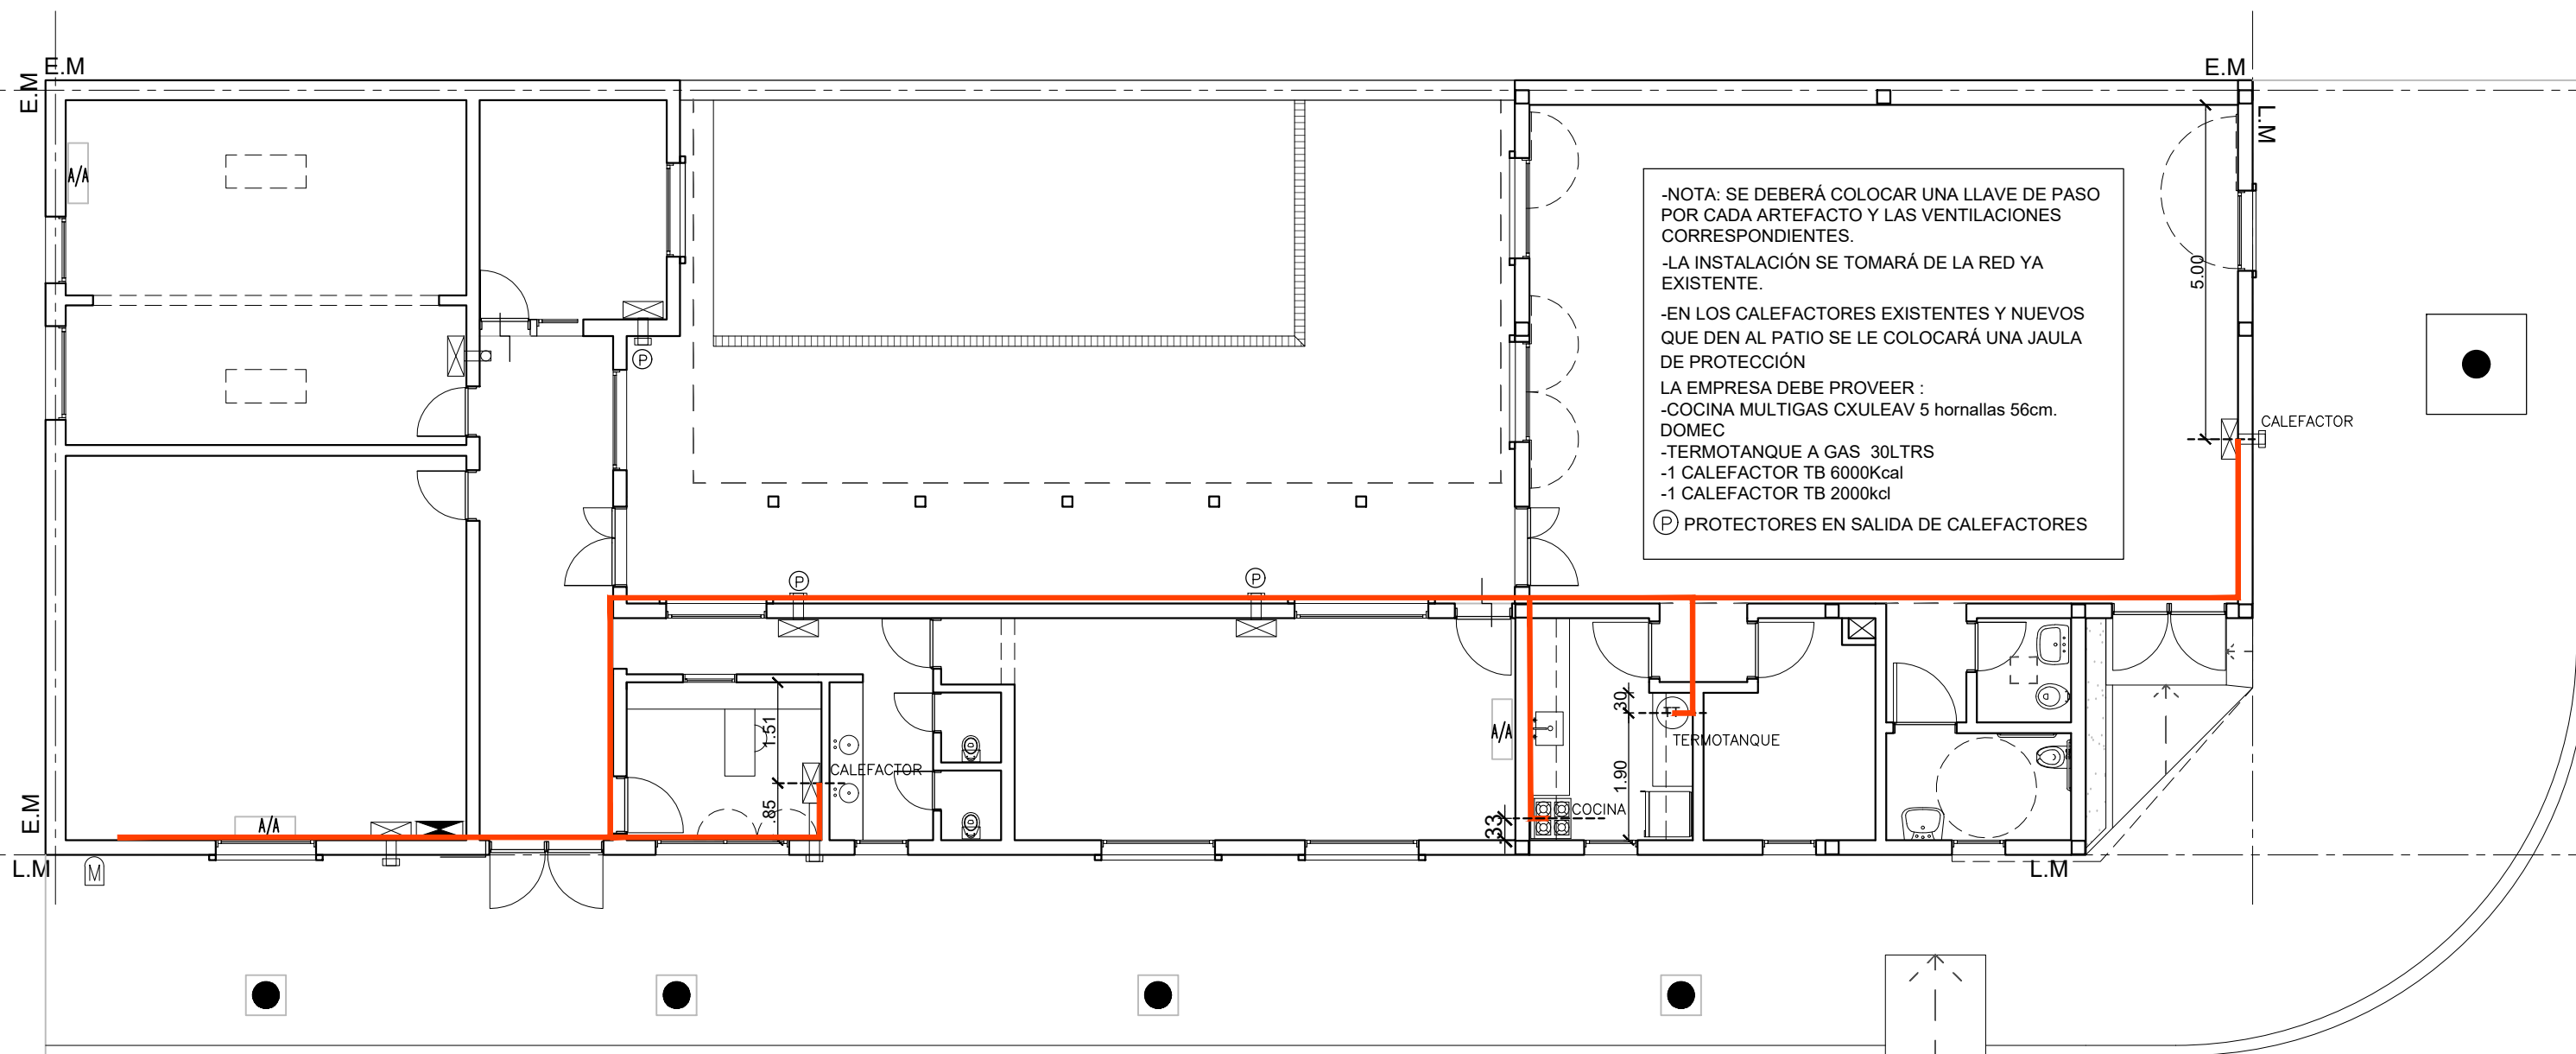 E.M
E.M
E.M
L.M
A/A
-NOTA: SE DEBERÁ COLOCAR UNA LLAVE DE PASO
POR CADA ARTEFACTO Y LAS VENTILACIONES
CORRESPONDIENTES.
-LA INSTALACIÓN SE TOMARÁ DE LA RED YA
EXISTENTE.
-EN LOS CALEFACTORES EXISTENTES Y NUEVOS
QUE DEN AL PATIO SE LE COLOCARÁ UNA JAULA
DE PROTECCIÓN
LA EMPRESA DEBE PROVEER :
-COCINA MULTIGAS CXULEAV 5 hornallas 56cm.
DOMEC
-TERMOTANQUE A GAS 30LTRS
-1 CALEFACTOR TB 6000Kcal
-1 CALEFACTOR TB 2000kcl
P PROTECTORES EN SALIDA DE CALEFACTORES
5.00
P
CALEFACTOR
P
P
30
TT
1.51
A/A
TERMOTANQUE
CALEFACTOR
1.90
.85
COCINA
33
E.M
A/A
L.M
M
L.M